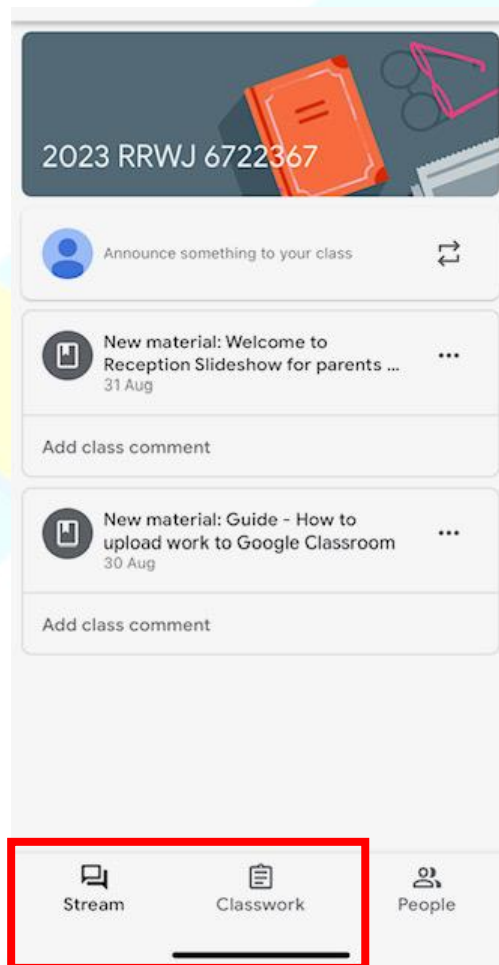 2023 RRWJ 6722367
Announce something to your class
New material: Welcome to
Reception Slideshow for parents ...
31 Aug
Add class comment
New material: Guide - How to
upload work to Google Classroom
30 Aug
Add class comment
Stream Classwork People